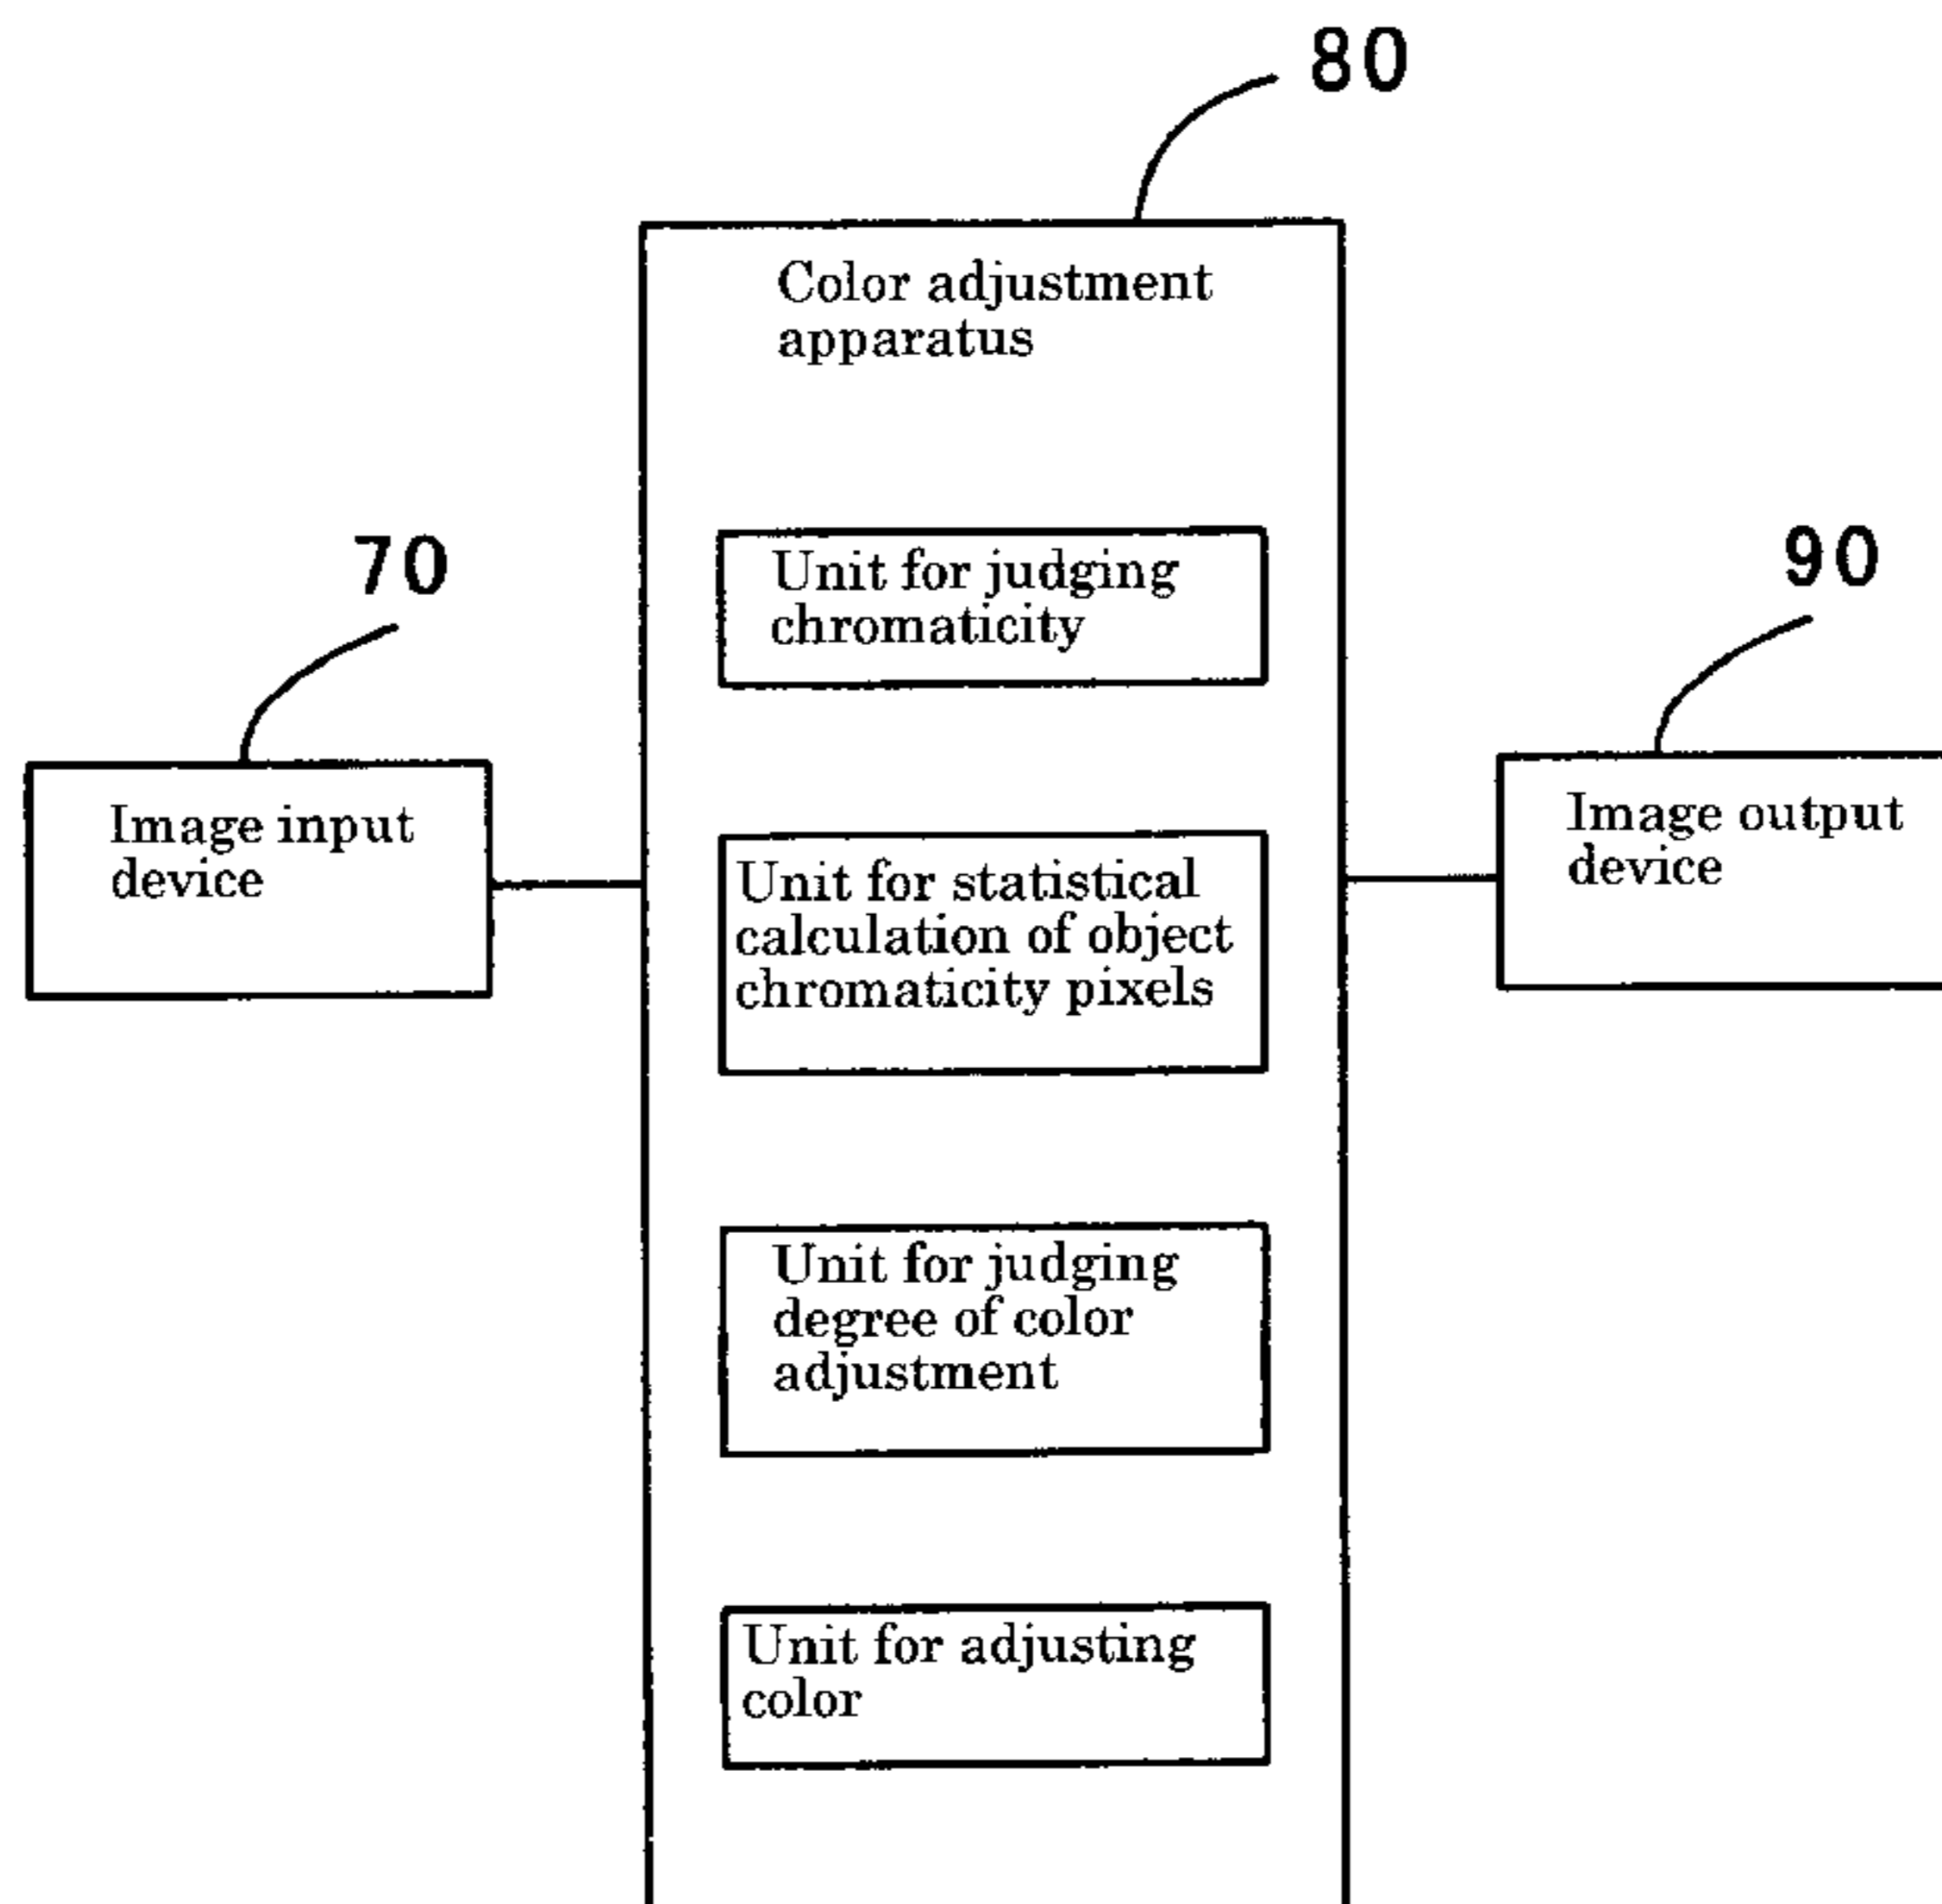 80
Color adjustment
apparatus
Unit for judging
chromaticity
70
90
Image input
device
Unit for statistical
calculation of object
chromaticity pixels
Image output
device
Unit for judging
degree of color
adjustment
Unit for adjusting
color